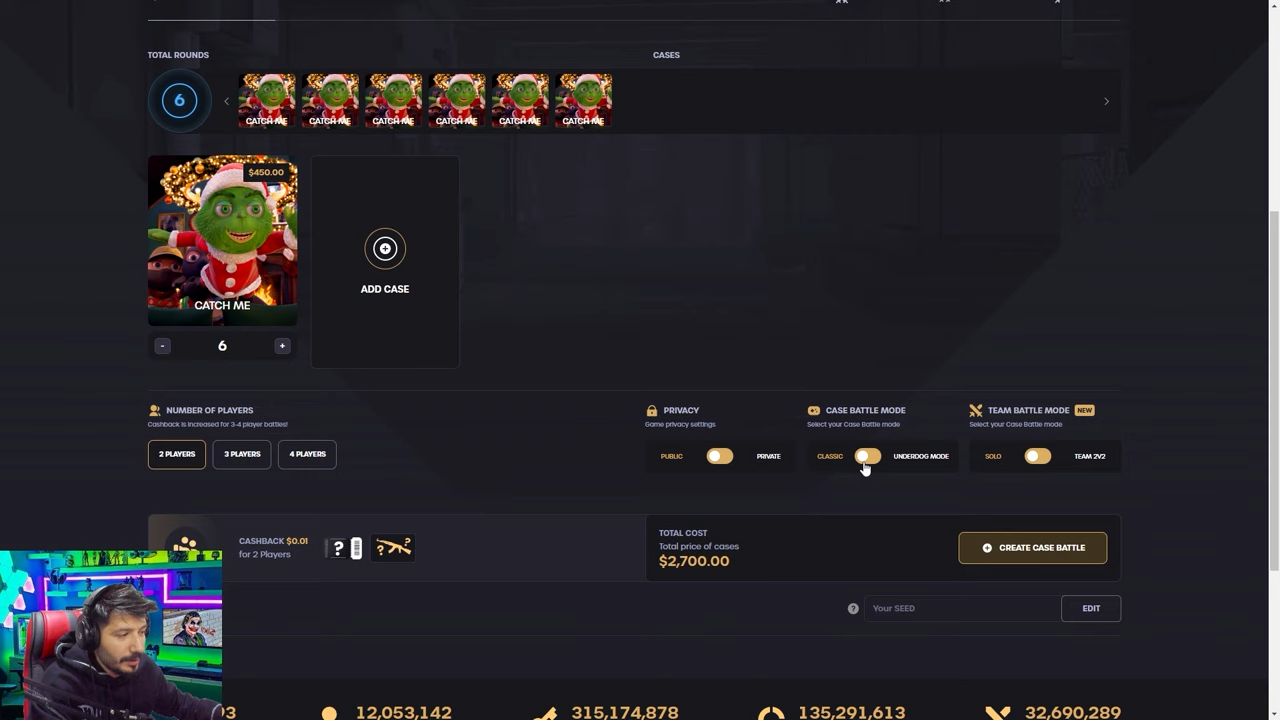 TOTAL ROUNDS
CASES
6
CATCH ME
CATCH ME
CATCH ME
CATCH ME
CATCH ME
CATCH ME
$450.00
CATCH ME
ADD CASE
- 6 +
NUMBER OF PLAYERS
Cashback is increased for 3-4 player battles!
2 PLAYERS
3 PLAYERS
4 PLAYERS
PRIVACY
Game privacy settings
PUBLIC
PRIVATE
CASE BATTLE MODE
Select your Case Battle mode
CLASSIC
UNDERDOG MODE
TEAM BATTLE MODE NEW
Select your Case Battle mode
SOLO
TEAM 2V2
CASHBACK $0.01
for 2 Players
? ? ?
TOTAL COST
Total price of cases
$2,700.00
CREATE CASE BATTLE
?
Your SEED
EDIT
93
12,053,142
315,174,878
135,291,613
32,690,289